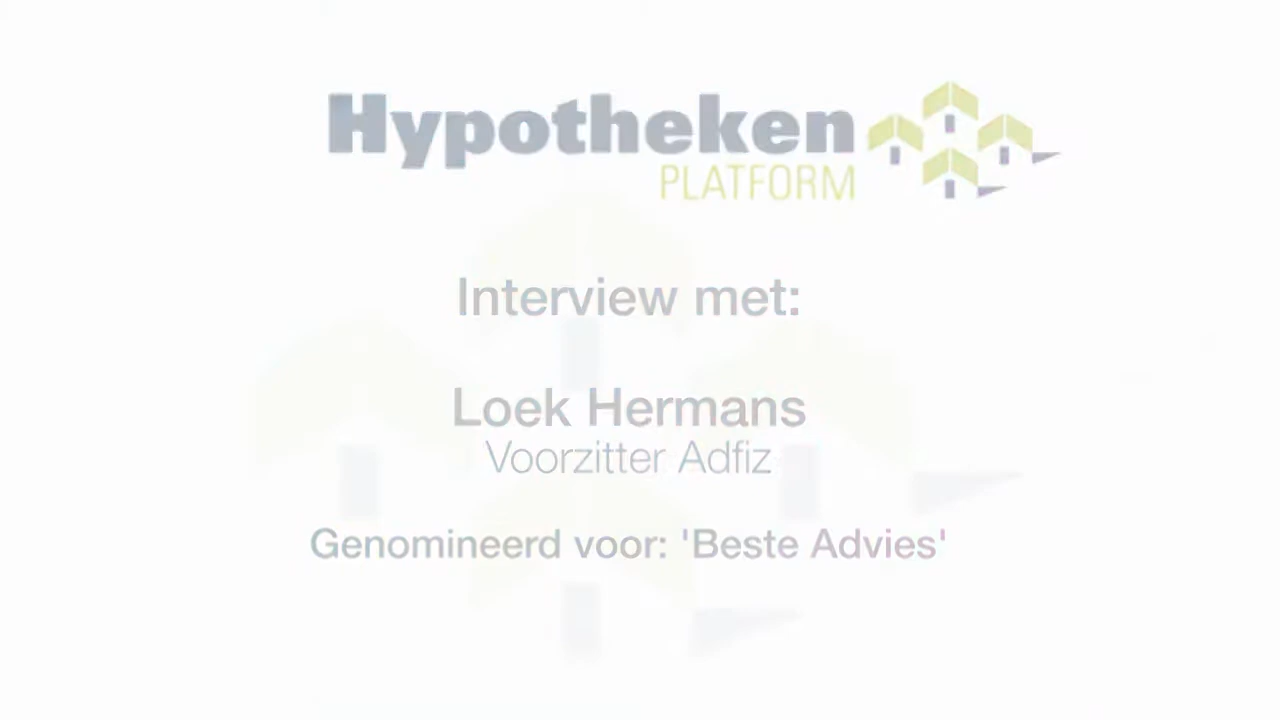 Hypotheken
PLATFORM
Interview met:
Loek Hermans
Voorzitter Adfiz
Genomineerd voor: 'Beste Advies'